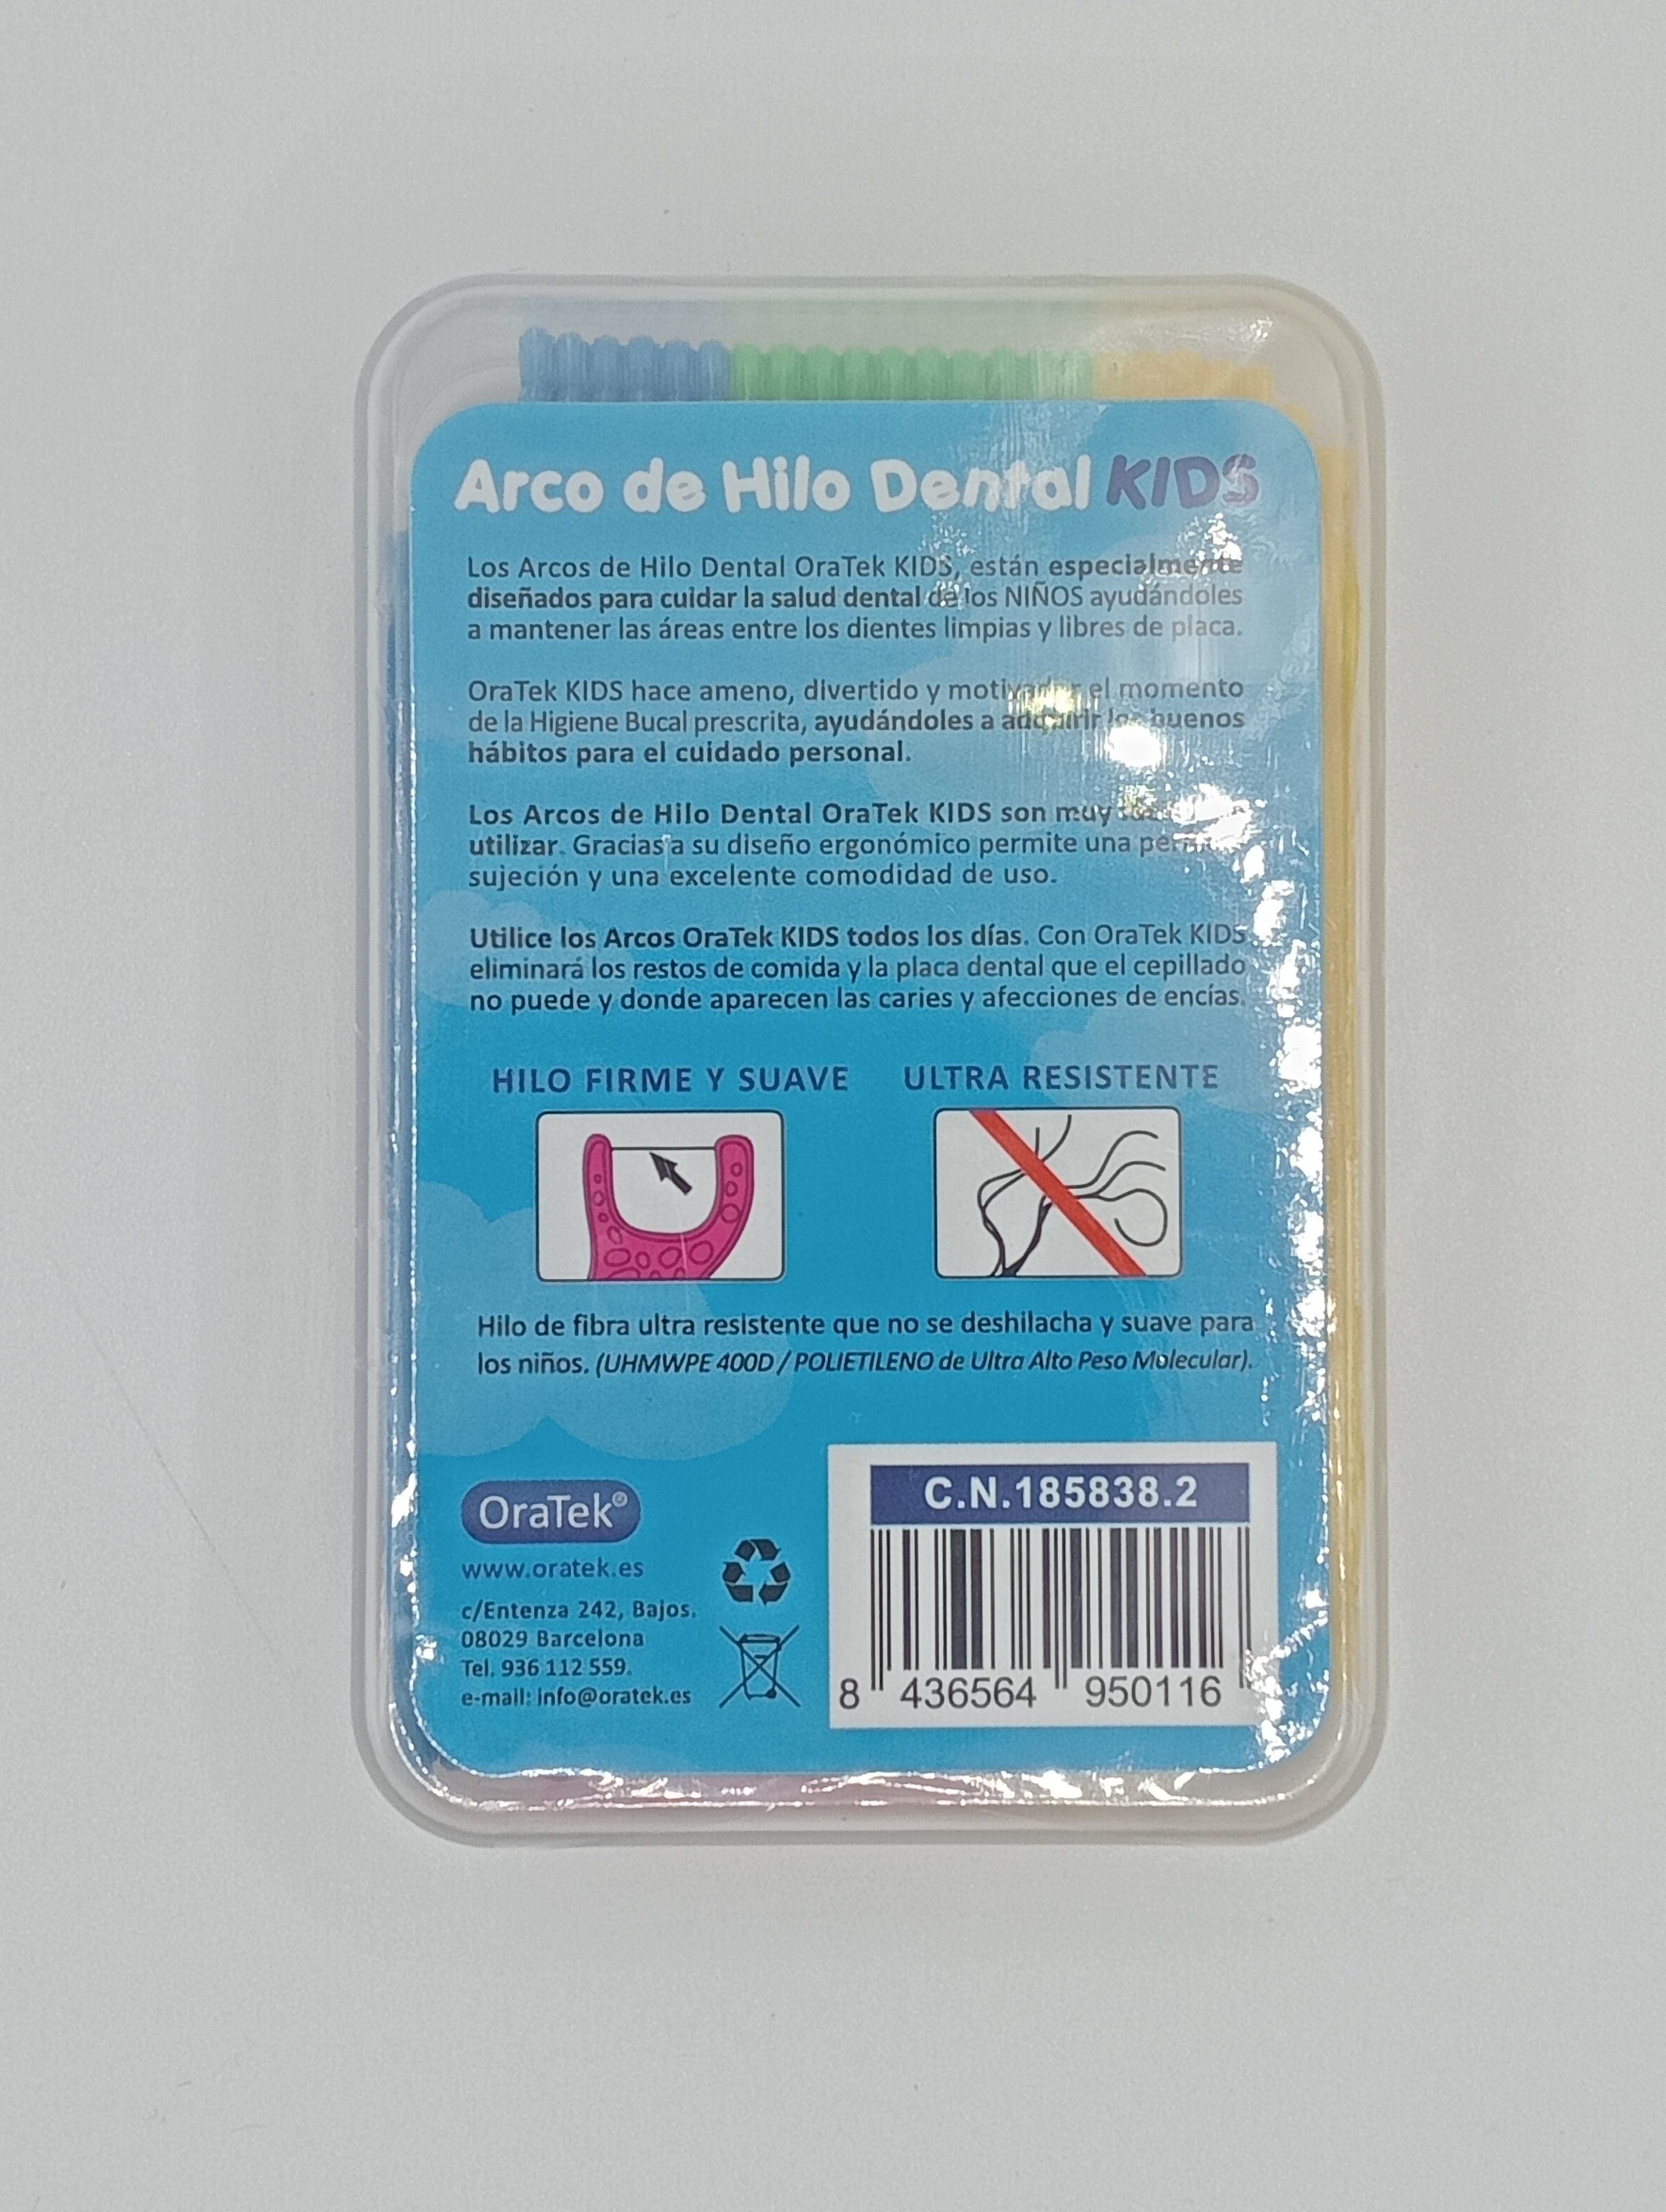 Arco de Hilo Dental KIDS
Los Arcos de Hilo Dental OraTek KIDS, están especialmente
diseñados para cuidar la salud dental de los NIÑOS ayudándoles
a mantener las áreas entre los dientes limpias y libres de placa.
OraTek KIDS hace ameno, divertido y motivador el momento
de la Higiene Bucal prescrita, ayudándoles a adquirir los buenos
hábitos para el cuidado personal.
Los Arcos de Hilo Dental OraTek KIDS son muy
utilizar. Gracias a su diseño ergonómico permite una
sujeción y una excelente comodidad de uso.
Utilice los Arcos OraTek KIDS todos los días. Con OraTek KIDS
eliminará los restos de comida y la placa dental que el cepillado
no puede y donde aparecen las caries y afecciones de encías.
HILO FIRME Y SUAVE
ULTRA RESISTENTE
Hilo de fibra ultra resistente que no se deshilacha y suave para
los niños. (UHMWPE 400D / POLIETILENO de Ultra Alto Peso Molecular).
OraTek®
www.oratek.es
c/Entenza 242, Bajos.
08029 Barcelona
Tel. 936 112 559.
e-mail: info@oratek.es
C.N.185838.2
8 436564 950116